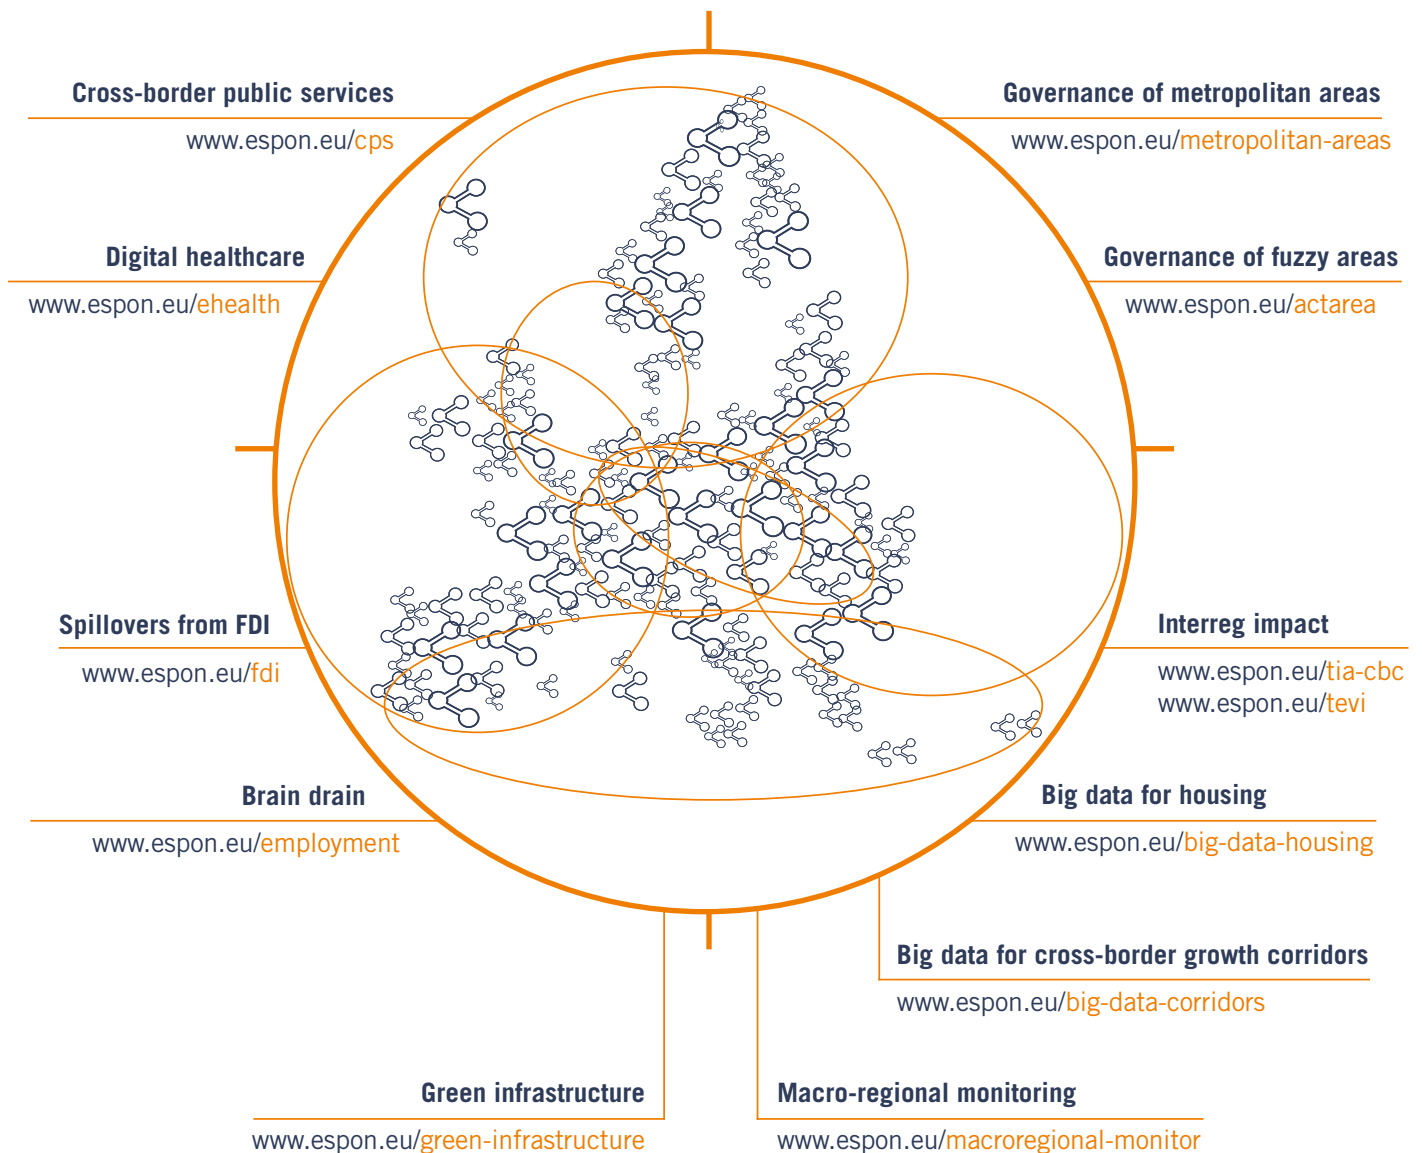 Cross-border public services
www.espon.eu/cps
Digital healthcare
www.espon.eu/ehealth
Spillovers from FDI
www.espon.eu/fdi
Brain drain
www.espon.eu/employment
Green infrastructure
www.espon.eu/green-infrastructure
Governance of metropolitan areas
www.espon.eu/metropolitan-areas
Governance of fuzzy areas
www.espon.eu/actarea
Interreg impact
www.espon.eu/tia-cbc
www.espon.eu/tevi
Big data for housing
www.espon.eu/big-data-housing
Big data for cross-border growth corridors
www.espon.eu/big-data-corridors
Macro-regional monitoring
www.espon.eu/macroregional-monitor